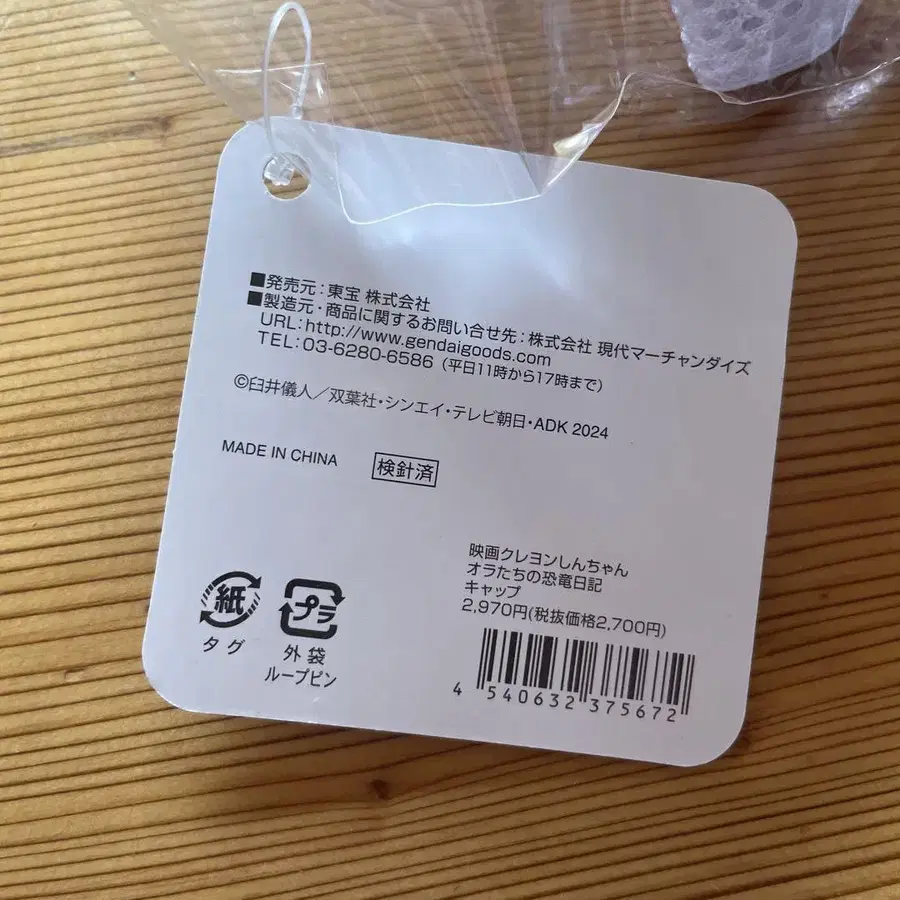 ■発売元：東宝 株式会社
■製造元・商品に関するお問い合せ先：株式会社 現代マーチャンダイズ
URL：http://www.gendaigoods.com
TEL：03-6280-6586（平日11時から17時まで）
©臼井儀人／双葉社・シンエイ・テレビ朝日・ADK 2024
MADE IN CHINA
検針済
映画クレヨンしんちゃん
オラたちの恐竜日記
キャップ
2,970円(税抜価格2,700円)
4 540632 375672
紙
タグ
プラ
外袋
ループピン